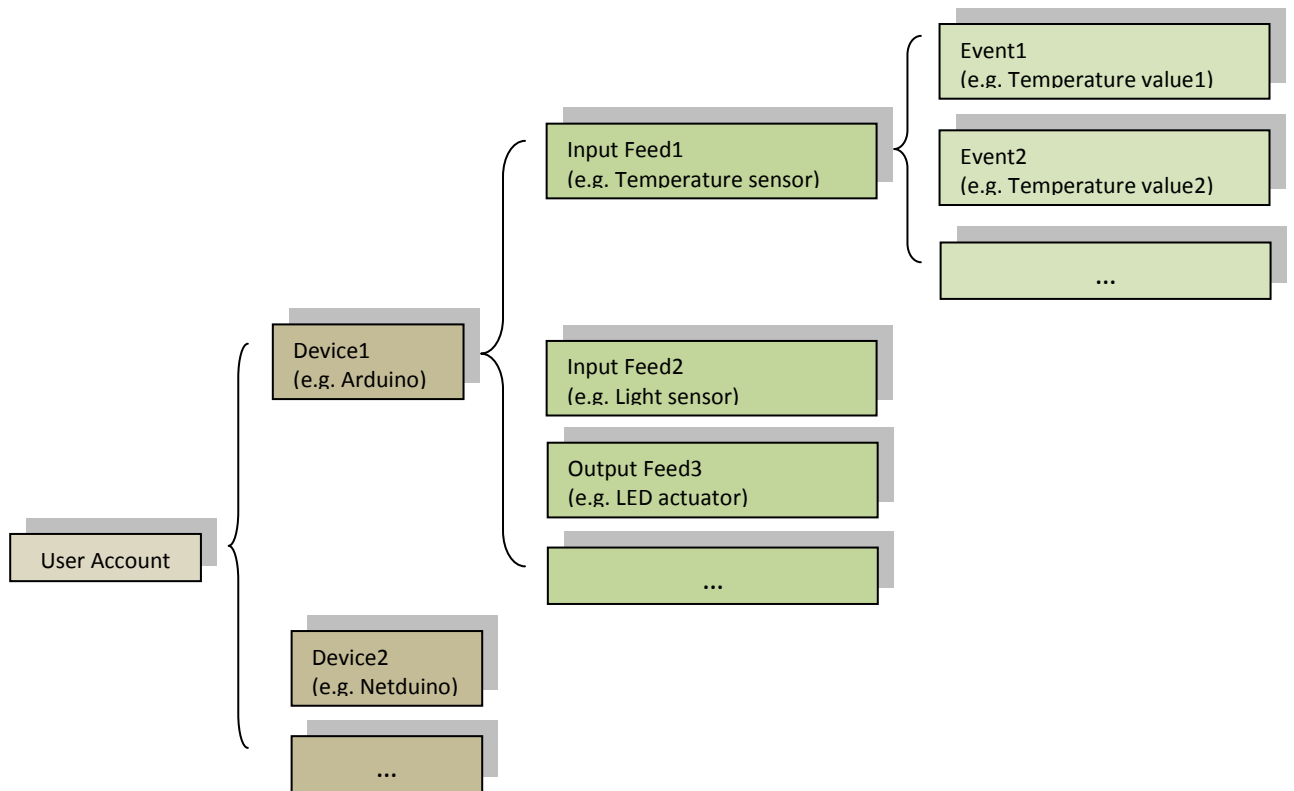 Event1
(e.g. Temperature value1)
Input Feed1
(e.g. Temperature sensor)
Event2
(e.g. Temperature value2)
...
Device1
(e.g. Arduino)
Input Feed2
(e.g. Light sensor)
Output Feed3
(e.g. LED actuator)
User Account
...
Device2
(e.g. Netduino)
...